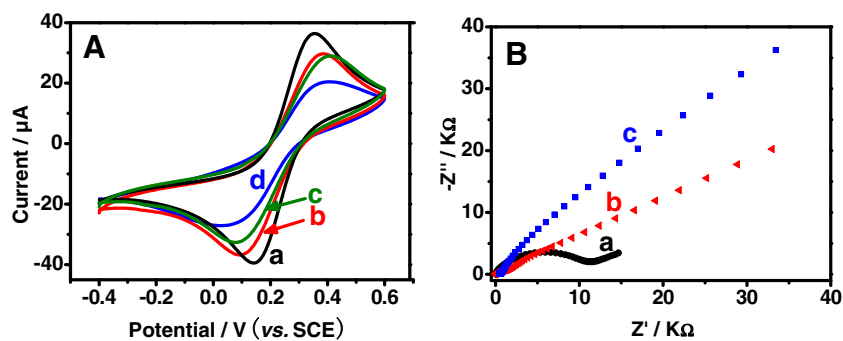 A
40
20
0
-20
-40
Current / μA
d
c
b
a
-0.4
-0.2
0.0
0.2
0.4
0.6
Potential / V (vs. SCE)
B
40
30
20
10
0
-Z'' / KΩ
c
b
a
0
10
20
30
40
Z' / KΩ